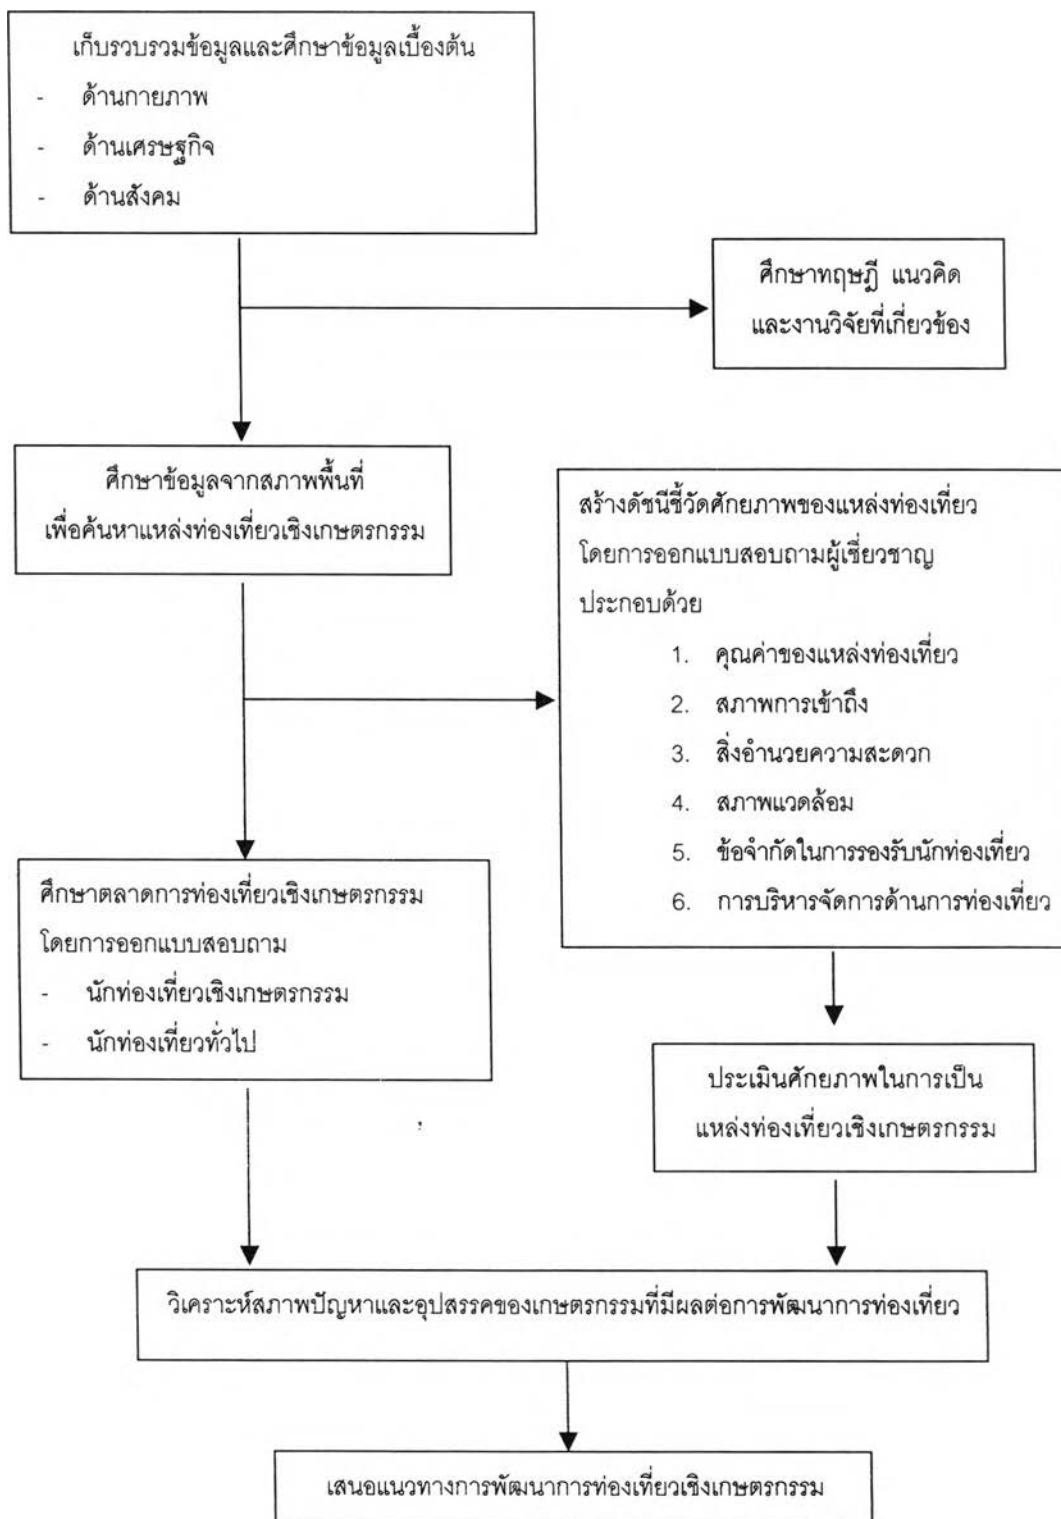 เก็บรวบรวมข้อมูลและศึกษาข้อมูลเบื้องต้น
- ด้านกายภาพ
- ด้านเศรษฐกิจ
- ด้านสังคม
ศึกษาทฤษฎี แนวคิด
และงานวิจัยที่เกี่ยวข้อง
ศึกษาข้อมูลจากสภาพพื้นที่
เพื่อค้นหาแหล่งท่องเที่ยวเชิงเกษตรกรรม
สร้างดัชนีชี้วัดศักยภาพของแหล่งท่องเที่ยว
โดยการออกแบบสอบถามผู้เชี่ยวชาญ
ประกอบด้วย
1. คุณค่าของแหล่งท่องเที่ยว
2. สภาพการเข้าถึง
3. สิ่งอำนวยความสะดวก
4. สภาพแวดล้อม
5. ข้อจำกัดในการรองรับนักท่องเที่ยว
6. การบริหารจัดการด้านการท่องเที่ยว
ศึกษาตลาดการท่องเที่ยวเชิงเกษตรกรรม
โดยการออกแบบสอบถาม
- นักท่องเที่ยวเชิงเกษตรกรรม
- นักท่องเที่ยวทั่วไป
ประเมินศักยภาพในการเป็น
แหล่งท่องเที่ยวเชิงเกษตรกรรม
วิเคราะห์สภาพปัญหาและอุปสรรคของเกษตรกรรมที่มีผลต่อการพัฒนาการท่องเที่ยว
เสนอแนวทางการพัฒนาการท่องเที่ยวเชิงเกษตรกรรม